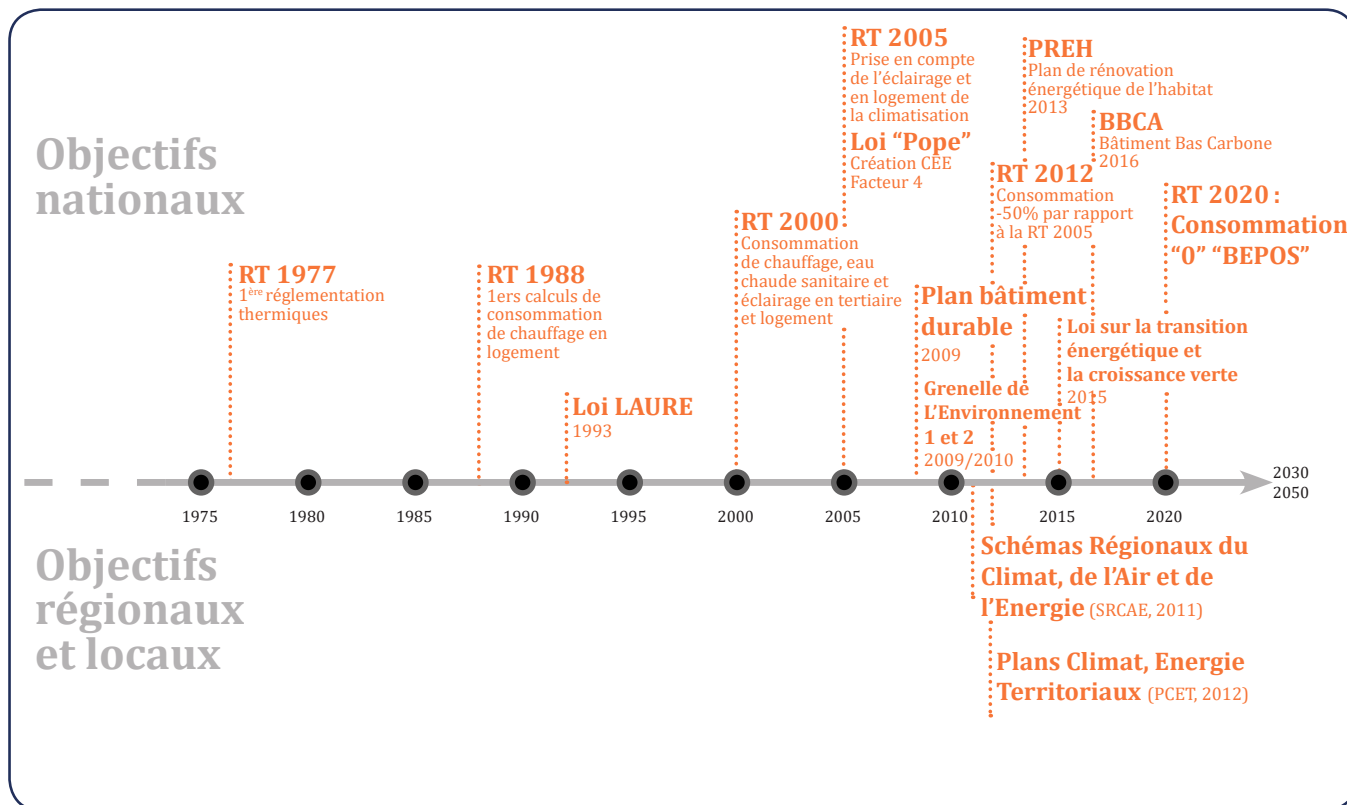 Objectifs
nationaux
RT 1977
1ère réglementation
thermiques
RT 1988
1ers calculs de
consommation
de chauffage en
logement
Loi LAURE
1993
RT 2000
Consommation
de chauffage, eau
chaude sanitaire et
éclairage en tertiaire
et logement
RT 2005
Prise en compte
de l'éclairage et
en logement de
la climatisation
Loi "Pope"
Création CEE
Facteur 4
Plan bâtiment
durable
2009
Grenelle de
L'Environnement
1 et 2
2009/2010
RT 2012
Consommation
-50% par rapport
à la RT 2005
PREH
Plan de rénovation
énergétique de l'habitat
2013
BBCA
Bâtiment Bas Carbone
2016
Loi sur la transition
énergétique et
la croissance verte
2015
RT 2020 :
Consommation
"0" "BEPOS"
1975 1980 1985 1990 1995 2000 2005 2010 2015 2020
2030
2050
Objectifs
régionaux
et locaux
Schémas Régionaux du
Climat, de l'Air et de
l'Energie (SRCAE, 2011)
Plans Climat, Energie
Territoriaux (PCET, 2012)